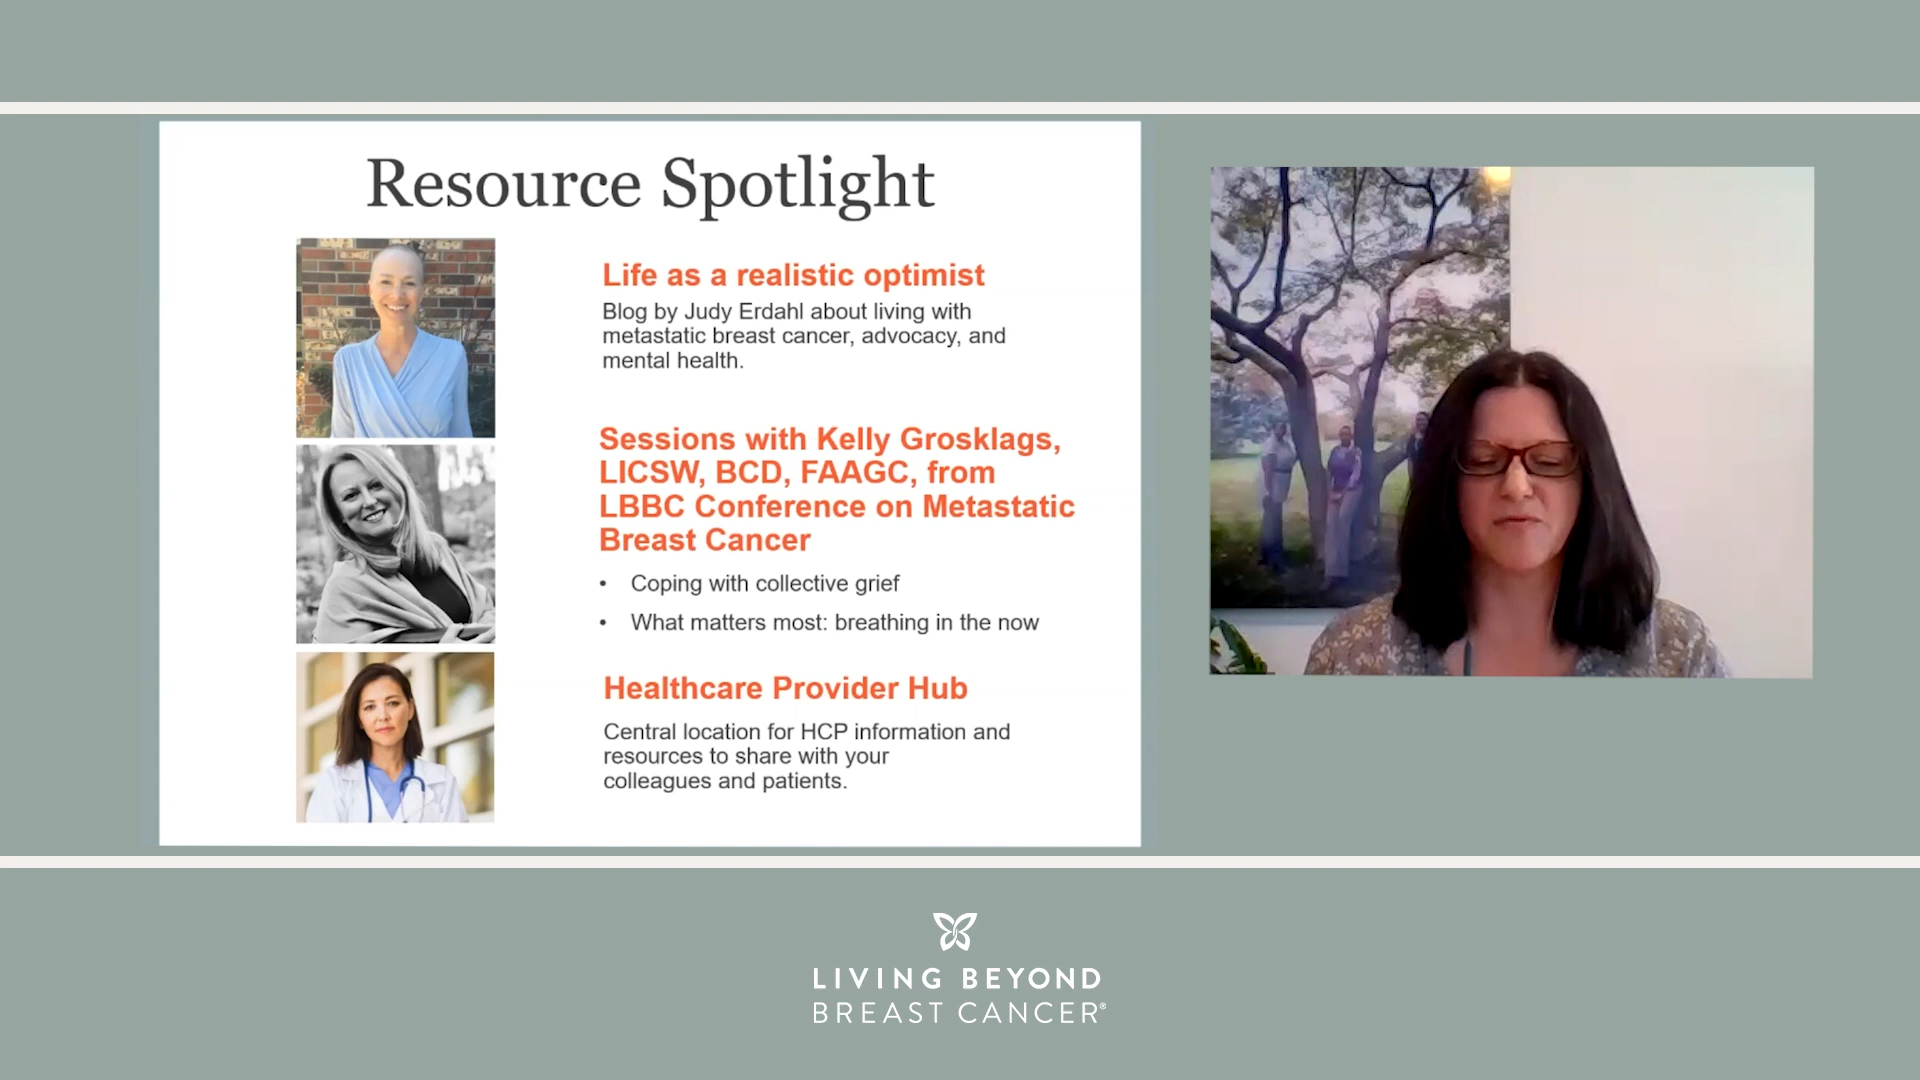 Resource Spotlight
Life as a realistic optimist
Blog by Judy Erdahl about living with
metastatic breast cancer, advocacy, and
mental health.
Sessions with Kelly Grosklags,
LICSW, BCD, FAAGC, from
LBBC Conference on Metastatic
Breast Cancer
• Coping with collective grief
• What matters most: breathing in the now
Healthcare Provider Hub
Central location for HCP information and
resources to share with your
colleagues and patients.
LIVING BEYOND
BREAST CANCER®